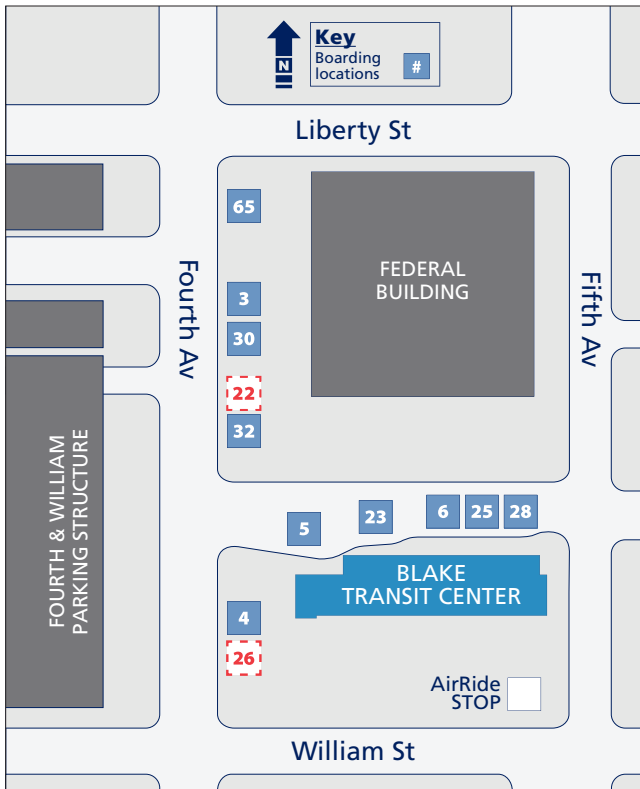 Key
Boarding
locations
#
N
Liberty St
65
FEDERAL
BUILDING
Fourth Av
Fifth Av
3
30
22
32
FOURTH & WILLIAM
PARKING STRUCTURE
5
23
6
25
28
BLAKE
TRANSIT CENTER
4
26
AirRide
STOP
William St